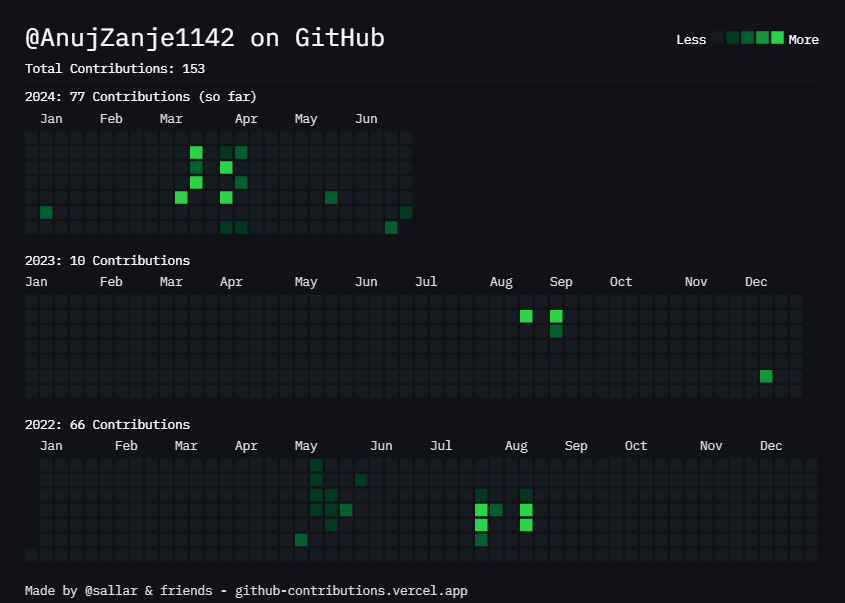 @AnujZanje1142 on GitHub
Less More
Total Contributions: 153
2024: 77 Contributions (so far)
Jan Feb Mar Apr May Jun
2023: 10 Contributions
Jan Feb Mar Apr May Jun Jul Aug Sep Oct Nov Dec
2022: 66 Contributions
Jan Feb Mar Apr May Jun Jul Aug Sep Oct Nov Dec
Made by @sallar & friends - github-contributions.vercel.app